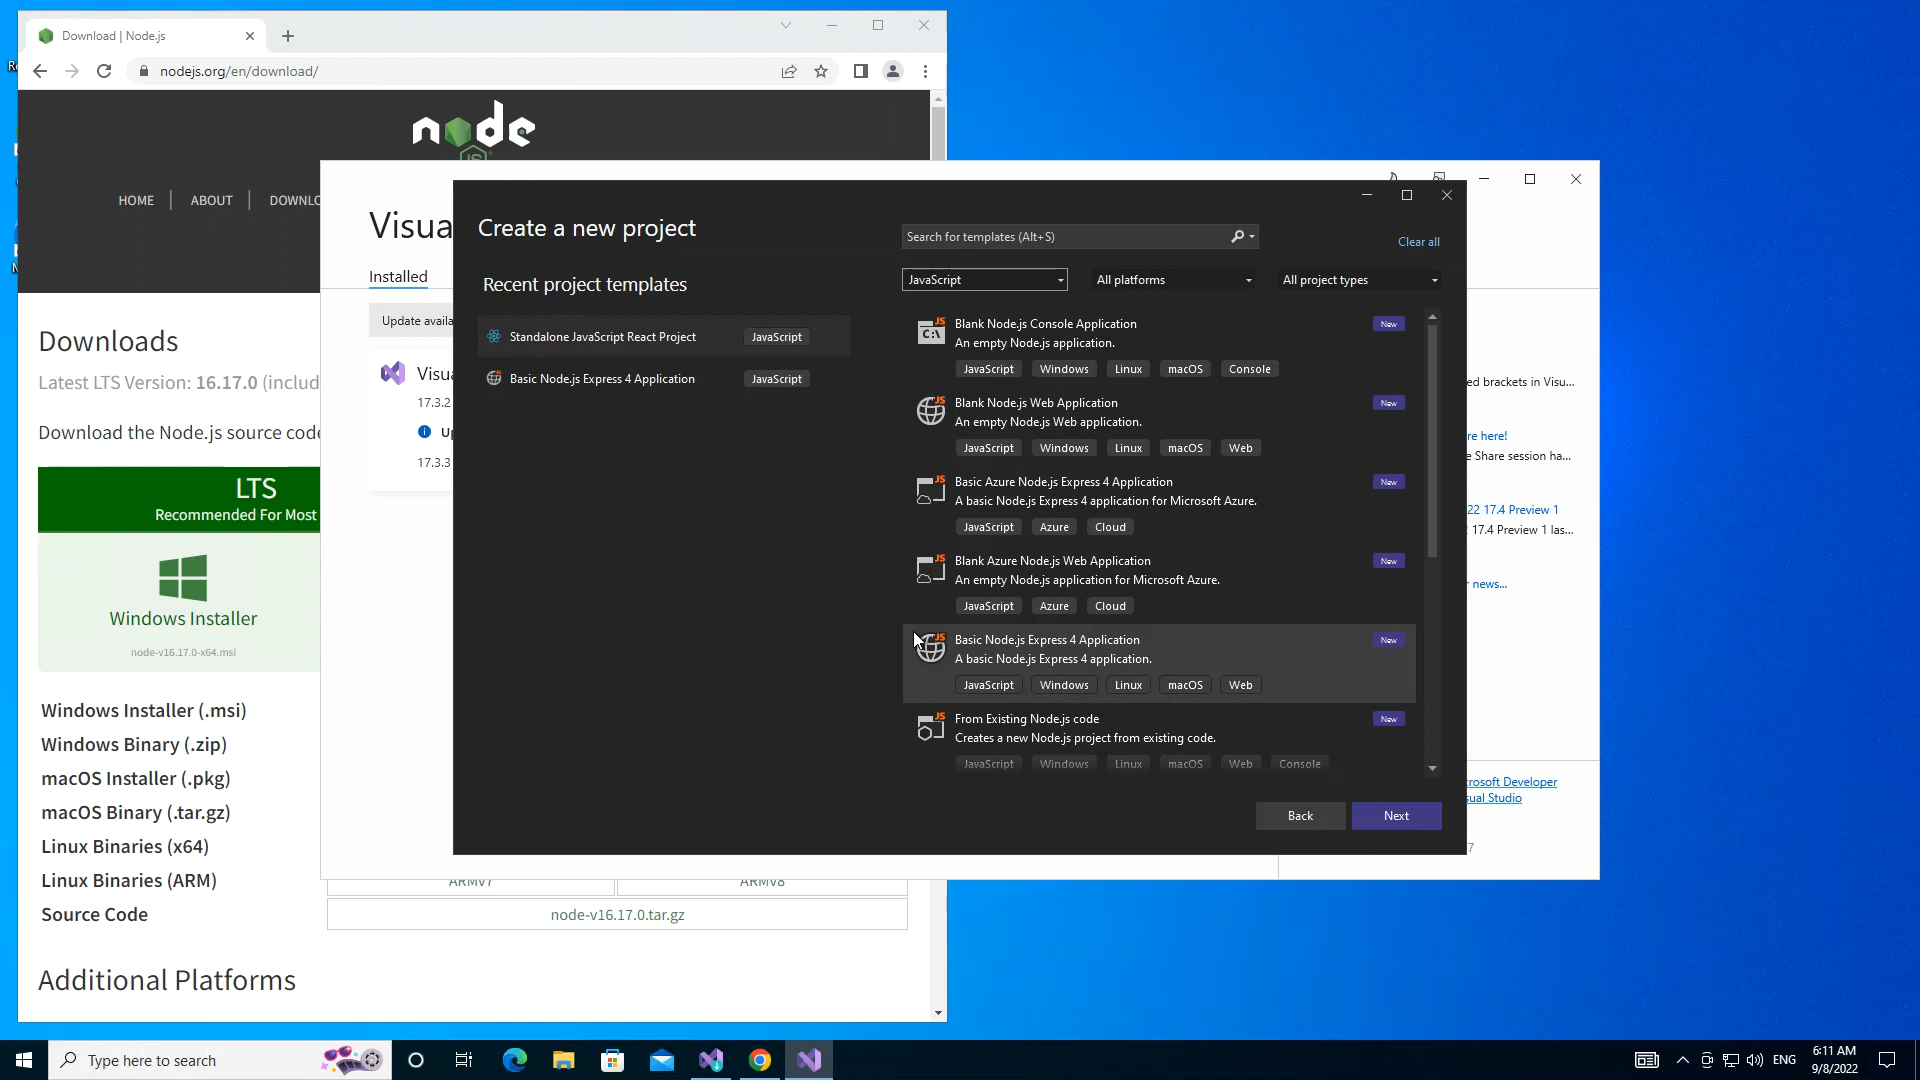 Download | Node.js
nodejs.org/en/download/
node
JS
HOME
ABOUT
Downloads
Latest LTS Version: 16.17.0
Download the Node.js source code
LTS
Recommended For Most
Windows Installer
node-v16.17.0-x64.msi
Windows Installer (.msi)
Windows Binary (.zip)
macOS Installer (.pkg)
macOS Binary (.tar.gz)
Linux Binaries (x64)
Linux Binaries (ARM)
Source Code
ARMv7
ARMv8
node-v16.17.0.tar.gz
Additional Platforms
Installed
17.3.2
17.3.3
Create a new project
Recent project templates
Standalone JavaScript React Project
JavaScript
Basic Node.js Express 4 Application
JavaScript
Search for templates (Alt+S)
Clear all
JavaScript
All platforms
All project types
Blank Node.js Console Application
New
An empty Node.js application.
JavaScript Windows Linux macOS Console
Blank Node.js Web Application
New
An empty Node.js Web application.
JavaScript Windows Linux macOS Web
Basic Azure Node.js Express 4 Application
New
A basic Node.js Express 4 application for Microsoft Azure.
JavaScript Azure Cloud
Blank Azure Node.js Web Application
New
An empty Node.js application for Microsoft Azure.
JavaScript Azure Cloud
Basic Node.js Express 4 Application
New
A basic Node.js Express 4 application.
JavaScript Windows Linux macOS Web
From Existing Node.js code
New
Creates a new Node.js project from existing code.
JavaScript Windows Linux macOS Web Console
Back
Next
ed brackets in Visu...
re here!
e Share session ha...
22 17.4 Preview 1
17.4 Preview 1 las...
news...
rosoft Developer
sual Studio
7
Type here to search
ENG
6:11 AM
9/8/2022